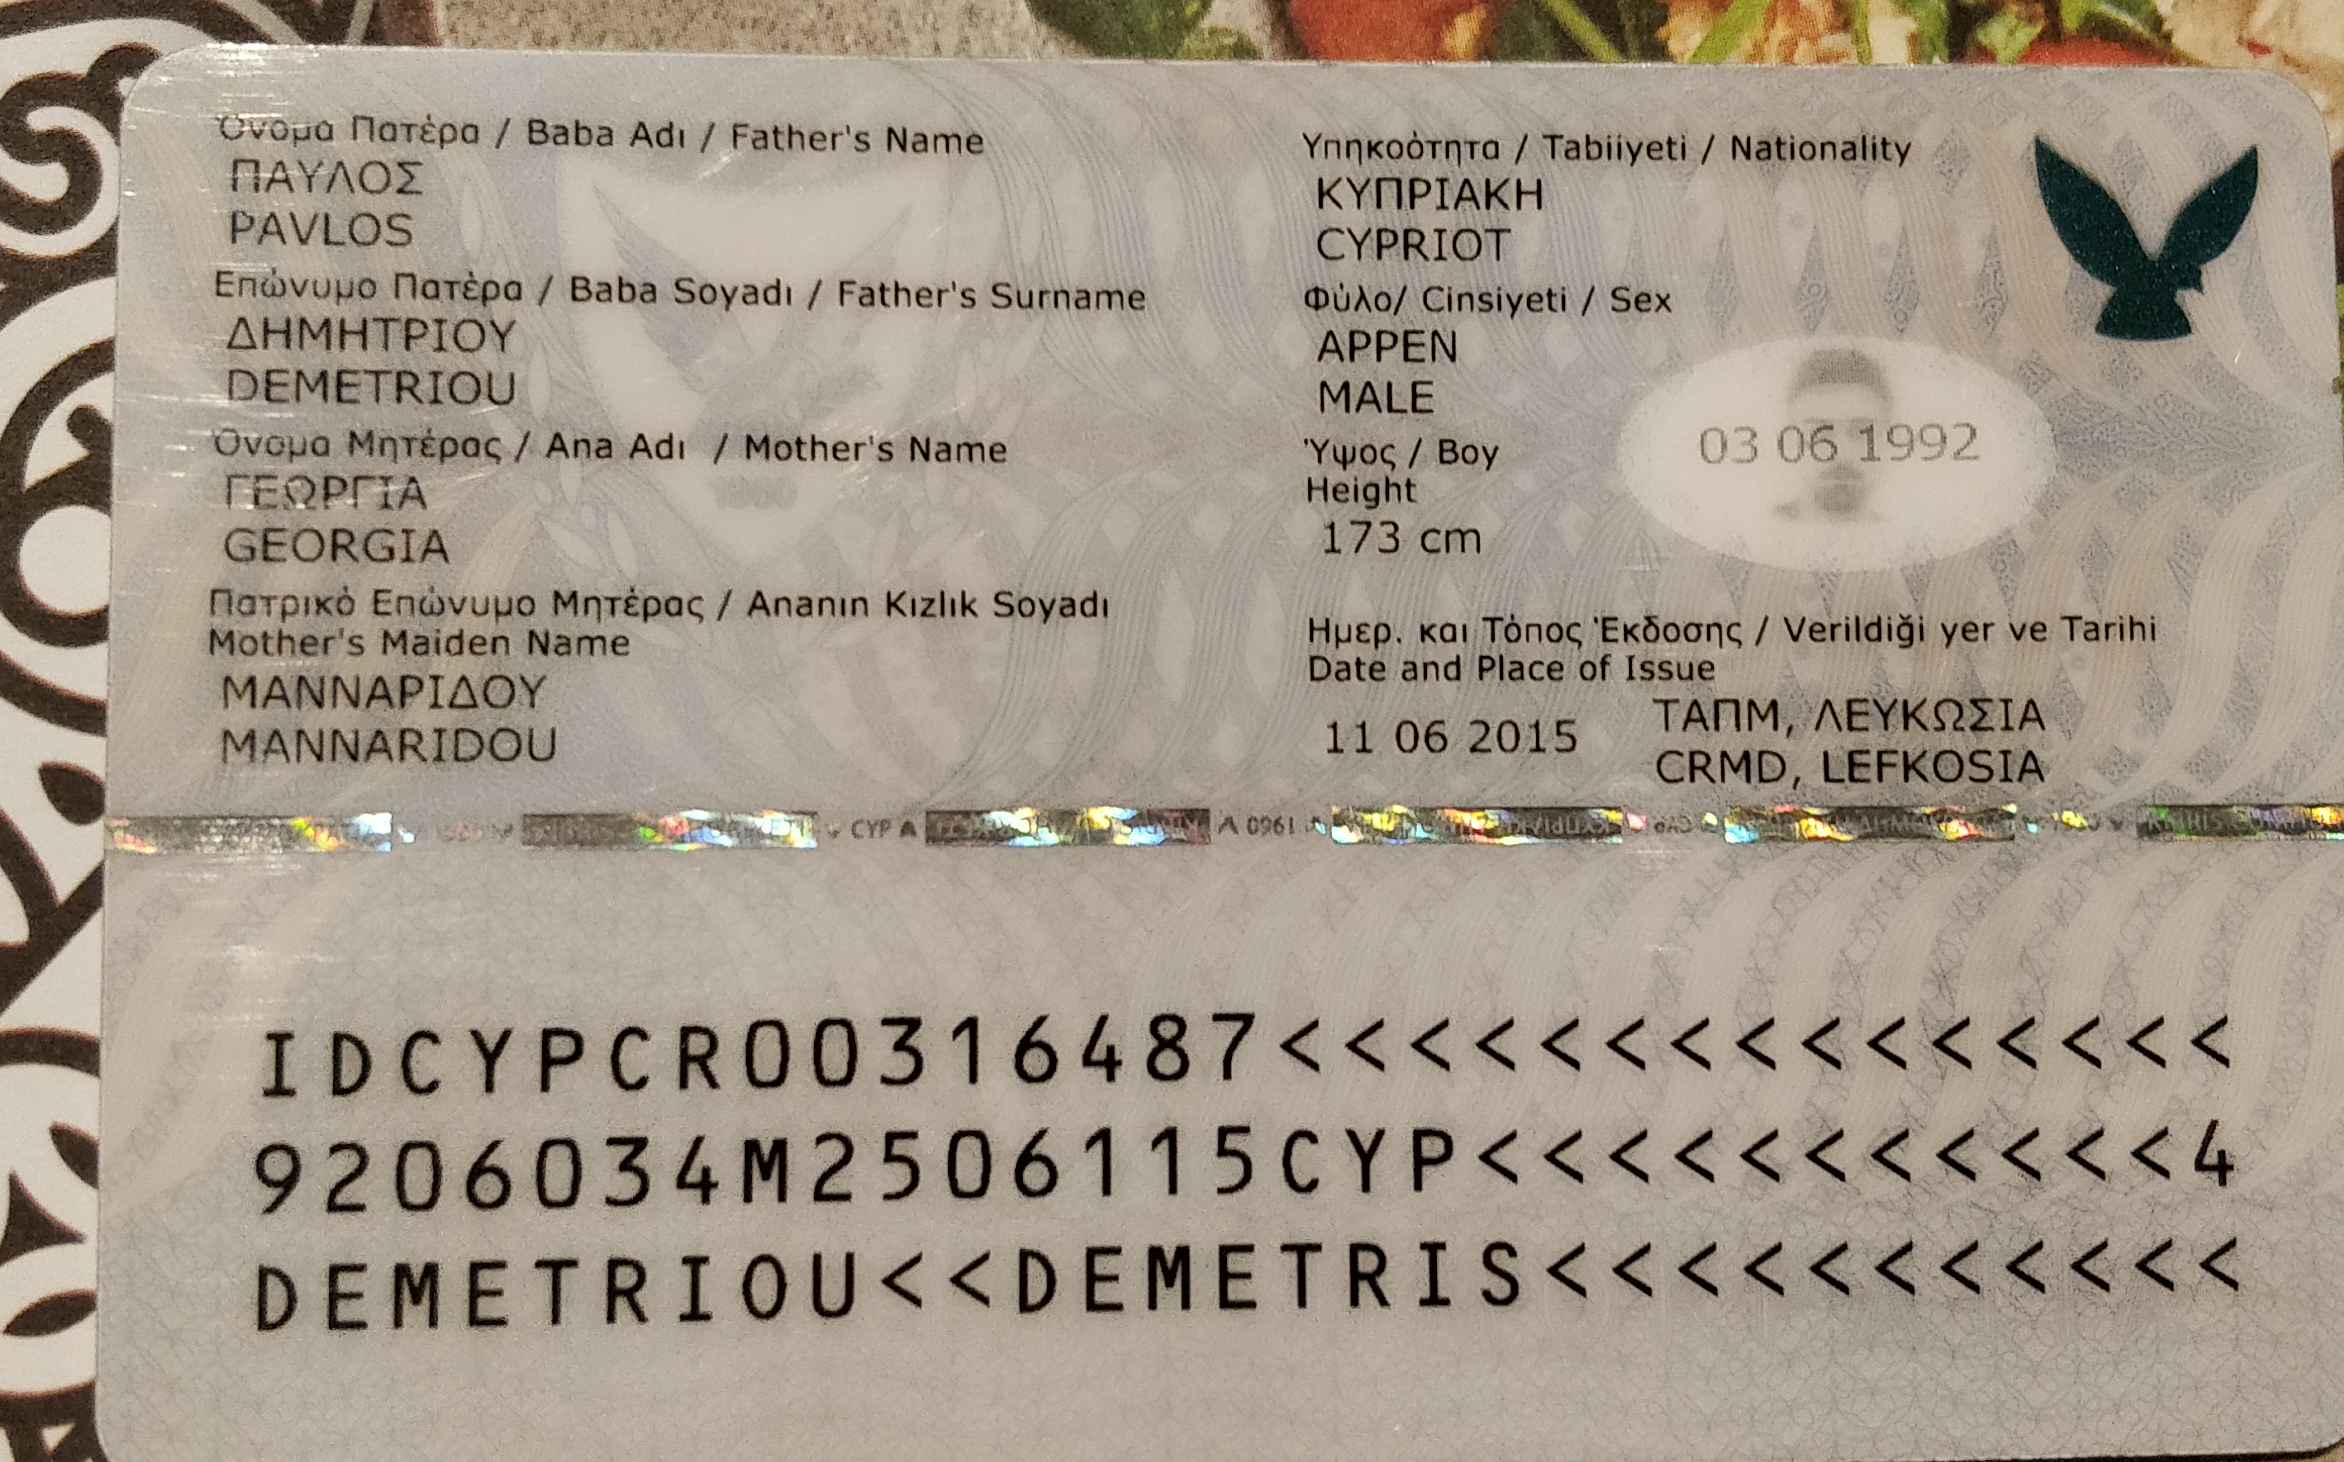 Όνομα Πατέρα / Baba Adı / Father's Name
ΠΑΥΛΟΣ
PAVLOS
Επώνυμο Πατέρα / Baba Soyadı / Father's Surname
ΔΗΜΗΤΡΙΟΥ
DEMETRIOU
Όνομα Μητέρας / Ana Adı / Mother's Name
ΓΕΩΡΓΙΑ
GEORGIA
Πατρικό Επώνυμο Μητέρας / Ananın Kızlık Soyadı
Mother's Maiden Name
ΜΑΝΝΑΡΙΔΟΥ
MANNARIDOU
Υπηκοότητα / Tabiiyeti / Nationality
ΚΥΠΡΙΑΚΗ
CYPRIOT
Φύλο/ Cinsiyeti / Sex
ΑΡΡΕΝ
MALE
Ύψος / Boy
Height
173 cm
03 06 1992
Ημερ. και Τόπος Έκδοσης / Verildiği yer ve Tarihi
Date and Place of Issue
11 06 2015
ΤΑΠΜ, ΛΕΥΚΩΣΙΑ
CRMD, LEFKOSIA
CYP
1960
IDCYPCR00316487<<<<<<<<<<<<<<<
9206034M2506115CYP<<<<<<<<<<<4
DEMETRIOU<<DEMETRIS<<<<<<<<<<<